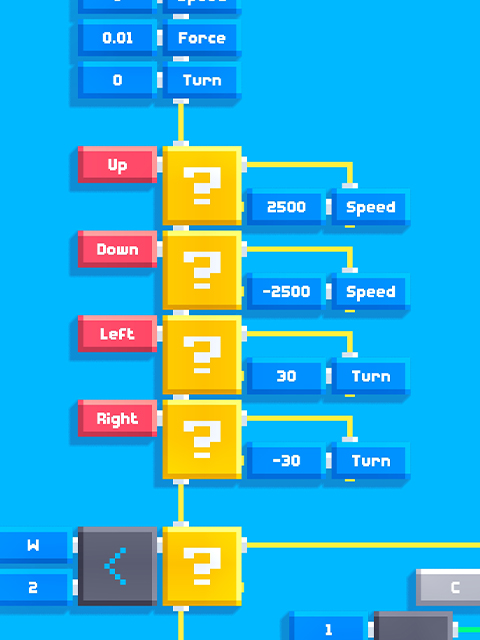 Speed
0.01 Force
0 Turn
Up ?
2500 Speed
Down ?
-2500 Speed
Left ?
30 Turn
Right ?
-30 Turn
W < ?
2
C
1